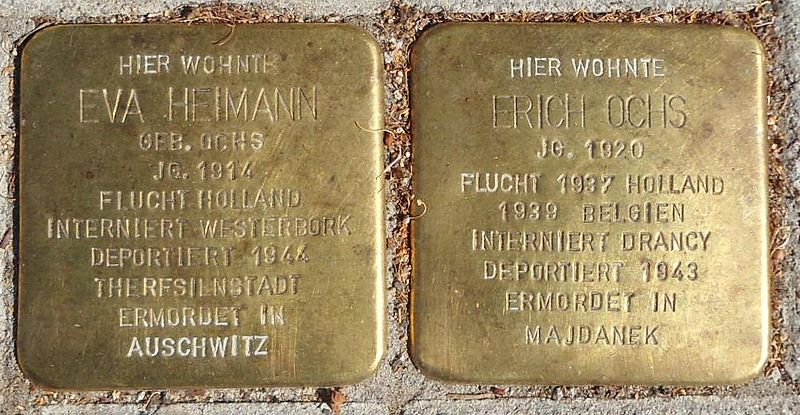 HIER WOHNTE
EVA HEIMANN
GEB. OCHS
JG. 1914
FLUCHT HOLLAND
INTERNIERT WESTERBORK
DEPORTIERT 1944
THERESIENSTADT
ERMORDET IN
AUSCHWITZ
HIER WOHNTE
ERICH OCHS
JG. 1920
FLUCHT 1937 HOLLAND
1939 BELGIEN
INTERNIERT DRANCY
DEPORTIERT 1943
ERMORDET IN
MAJDANEK